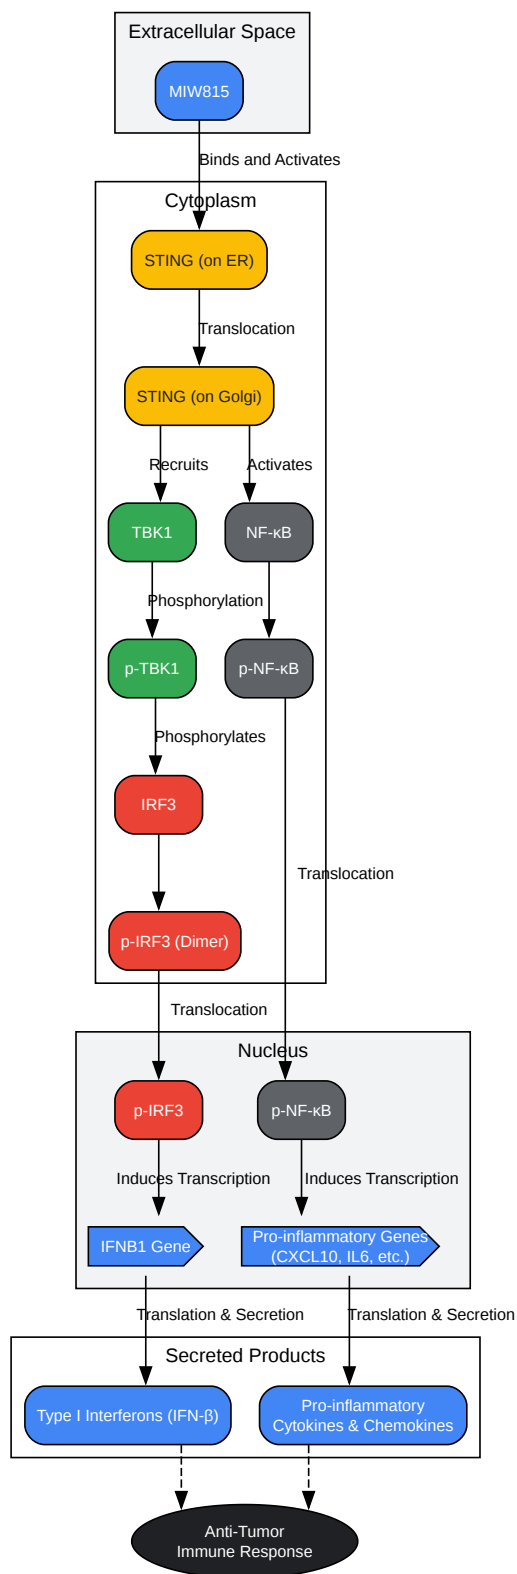 Extracellular Space
MIW815
Binds and Activates
Cytoplasm
STING (on ER)
Translocation
STING (on Golgi)
Recruits
Activates
TBK1
NF-κB
Phosphorylation
p-TBK1
p-NF-κB
Phosphorylates
IRF3
Translocation
p-IRF3 (Dimer)
Translocation
Nucleus
p-IRF3
p-NF-κB
Induces Transcription
Induces Transcription
IFNB1 Gene
Pro-inflammatory Genes
(CXCL10, IL6, etc.)
Translation & Secretion
Translation & Secretion
Secreted Products
Type I Interferons (IFN-β)
Pro-inflammatory
Cytokines & Chemokines
Anti-Tumor
Immune Response